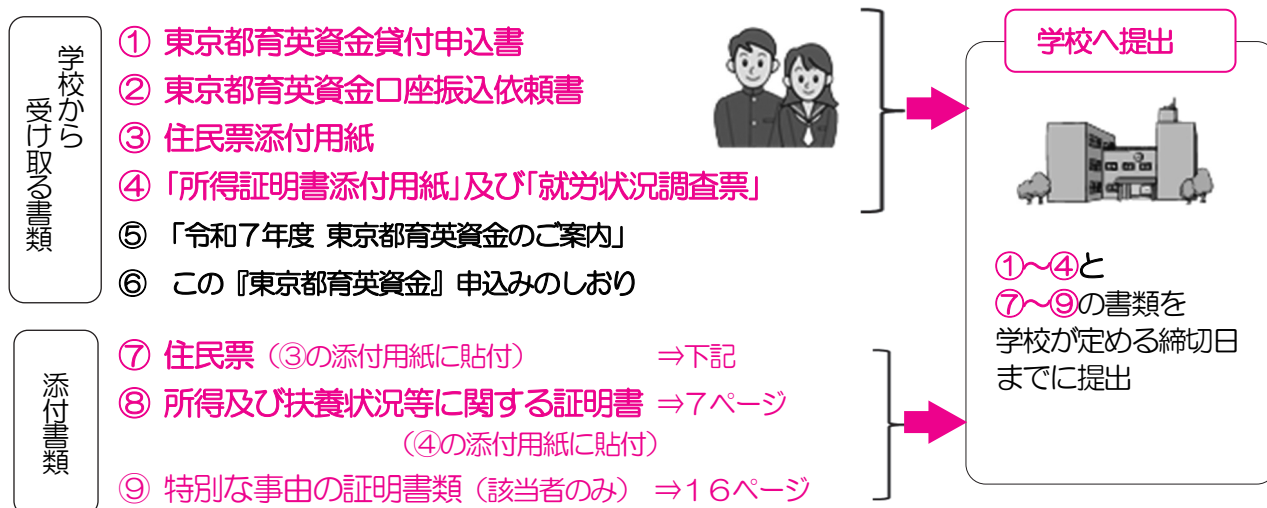 学校から
受け取る書類
① 東京都育英資金貸付申込書
② 東京都育英資金口座振込依頼書
③ 住民票添付用紙
④ 「所得証明書添付用紙」及び「就労状況調査票」
⑤ 「令和７年度 東京都育英資金のご案内」
⑥ この『東京都育英資金』申込みのしおり
添付書類
⑦ 住民票（③の添付用紙に貼付） ⇒下記
⑧ 所得及び扶養状況等に関する証明書 ⇒７ページ
（④の添付用紙に貼付）
⑨ 特別な事由の証明書類（該当者のみ） ⇒１６ページ
学校へ提出
①～④と
⑦～⑨の書類を
学校が定める締切日
までに提出